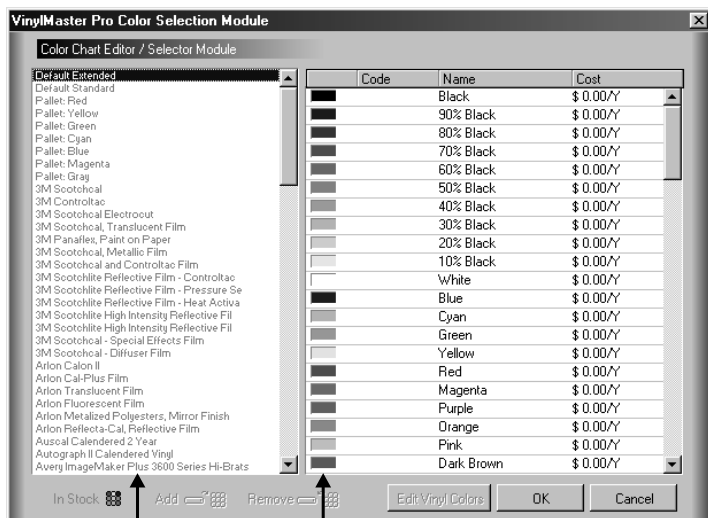 VinylMaster Pro Color Selection Module
Color Chart Editor / Selector Module
Default Extended
Default Standard
Pallet: Red
Pallet: Yellow
Pallet: Green
Pallet: Cyan
Pallet: Blue
Pallet: Magenta
Pallet: Gray
3M Scotchcal
3M Controltac
3M Scotchcal Electrocut
3M Scotchcal, Translucent Film
3M Panaflex, Paint on Paper
3M Scotchcal, Metallic Film
3M Scotchcal and Controltac Film
3M Scotchlite Reflective Film - Controltac
3M Scotchlite Reflective Film - Pressure Se
3M Scotchlite Reflective Film - Heat Activa
3M Scotchlite High Intensity Reflective Fil
3M Scotchlite High Intensity Reflective Fil
3M Scotchcal - Special Effects Film
3M Scotchcal - Diffuser Film
Arlon Calon II
Arlon Cal-Plus Film
Arlon Translucent Film
Arlon Fluorescent Film
Arlon Metalized Polyesters, Mirror Finish
Arlon Reflecta-Cal, Reflective Film
Auscal Calendered 2 Year
Autograph II Calendered Vinyl
Avery ImageMaker Plus 3600 Series Hi-Brats
Code Name Cost
Black $ 0.00/Y
90% Black $ 0.00/Y
80% Black $ 0.00/Y
70% Black $ 0.00/Y
60% Black $ 0.00/Y
50% Black $ 0.00/Y
40% Black $ 0.00/Y
30% Black $ 0.00/Y
20% Black $ 0.00/Y
10% Black $ 0.00/Y
White $ 0.00/Y
Blue $ 0.00/Y
Cyan $ 0.00/Y
Green $ 0.00/Y
Yellow $ 0.00/Y
Red $ 0.00/Y
Magenta $ 0.00/Y
Purple $ 0.00/Y
Orange $ 0.00/Y
Pink $ 0.00/Y
Dark Brown $ 0.00/Y
In Stock Add Remove Edit Vinyl Colors OK Cancel